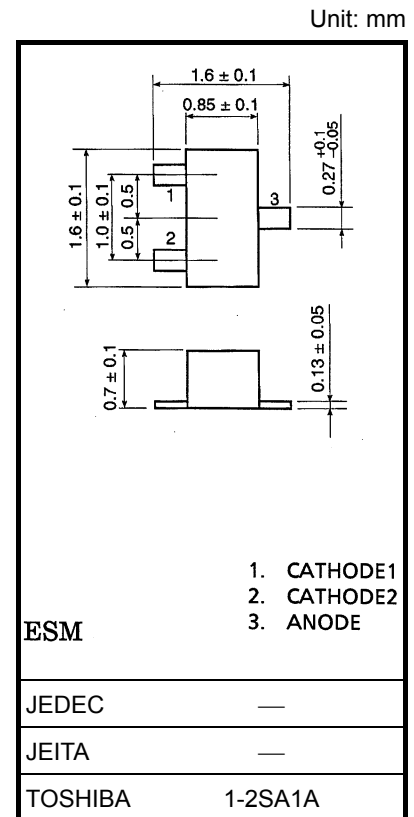 Unit: mm
1.6 ± 0.1
0.85 ± 0.1
0.27 +0.1 -0.05
1.6 ± 0.1
1.0 ± 0.1
0.5
0.5
1
2
3
0.7 ± 0.1
0.13 ± 0.05
1. CATHODE1
2. CATHODE2
3. ANODE
ESM
JEDEC —
JEITA —
TOSHIBA 1-2SA1A